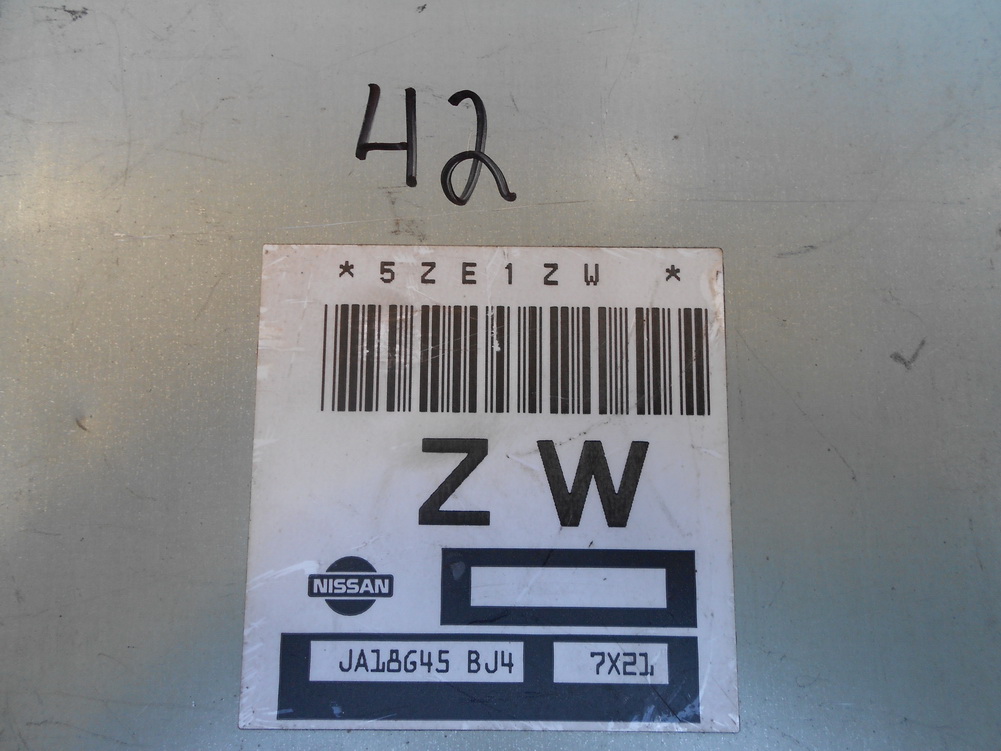 42
*5ZE1ZW *
ZW
NISSAN
JA18G45 BJ4 7X21